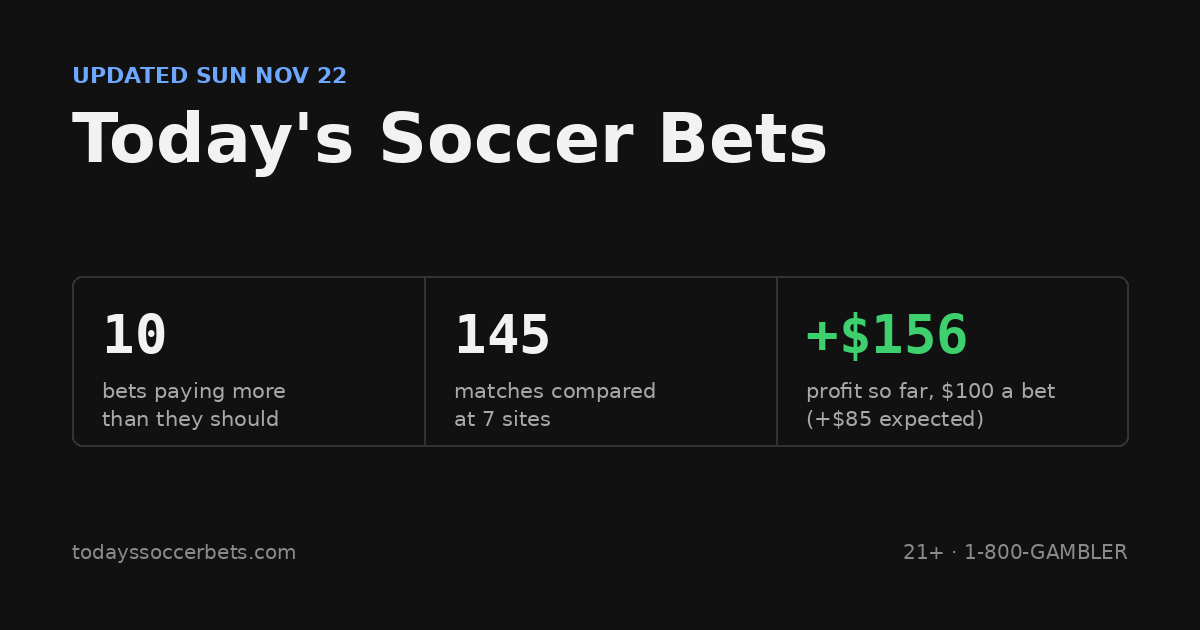 UPDATED SUN NOV 22
Today's Soccer Bets
10
bets paying more
than they should
145
matches compared
at 7 sites
+$156
profit so far, $100 a bet
(+$85 expected)
todayssoccerbets.com
21+ · 1-800-GAMBLER